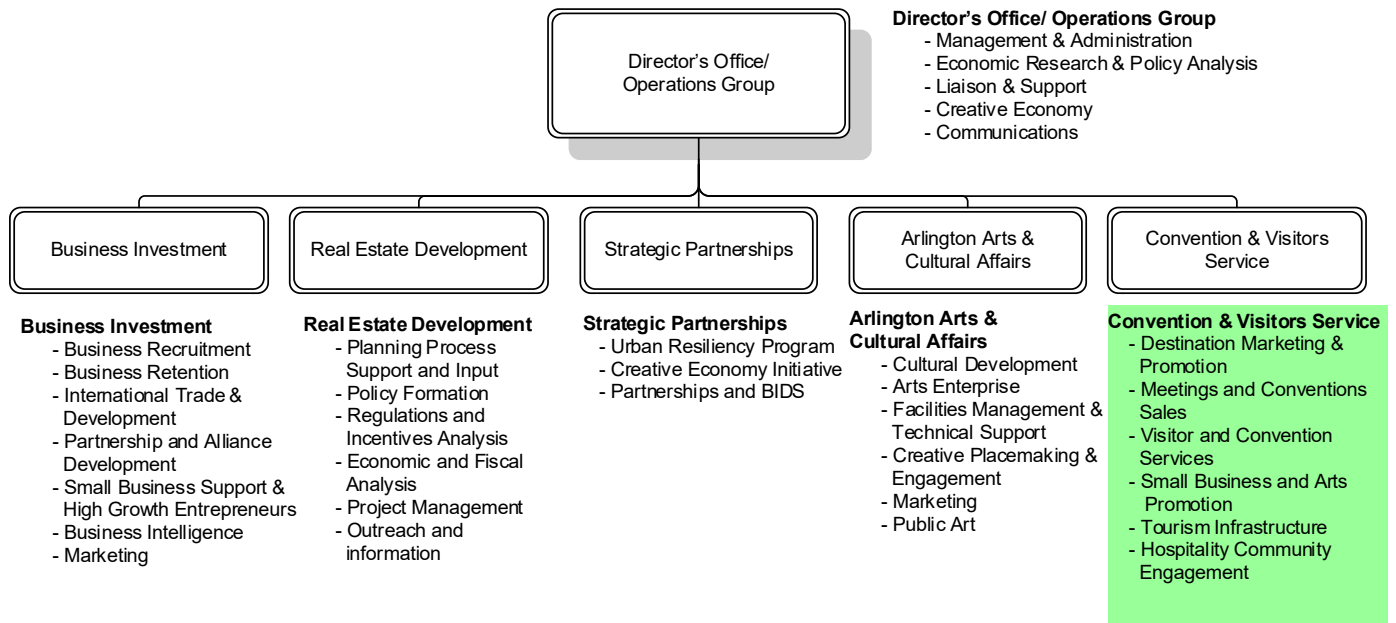 Director's Office/
Operations Group
Director's Office/ Operations Group
- Management & Administration
- Economic Research & Policy Analysis
- Liaison & Support
- Creative Economy
- Communications
Business Investment
Real Estate Development
Strategic Partnerships
Arlington Arts &
Cultural Affairs
Convention & Visitors
Service
Business Investment
- Business Recruitment
- Business Retention
- International Trade &
Development
- Partnership and Alliance
Development
- Small Business Support &
High Growth Entrepreneurs
- Business Intelligence
- Marketing
Real Estate Development
- Planning Process
Support and Input
- Policy Formation
- Regulations and
Incentives Analysis
- Economic and Fiscal
Analysis
- Project Management
- Outreach and
information
Strategic Partnerships
- Urban Resiliency Program
- Creative Economy Initiative
- Partnerships and BIDS
Arlington Arts &
Cultural Affairs
- Cultural Development
- Arts Enterprise
- Facilities Management &
Technical Support
- Creative Placemaking &
Engagement
- Marketing
- Public Art
Convention & Visitors Service
- Destination Marketing &
Promotion
- Meetings and Conventions
Sales
- Visitor and Convention
Services
- Small Business and Arts
Promotion
- Tourism Infrastructure
- Hospitality Community
Engagement